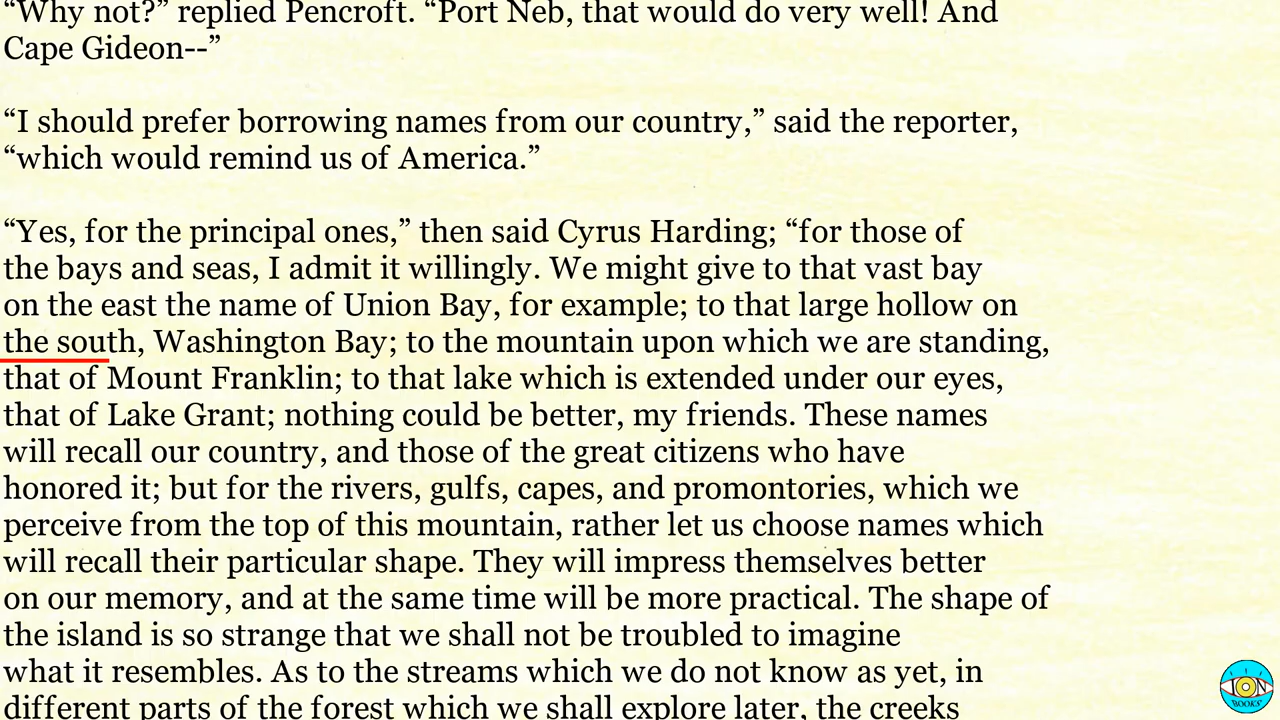 “Why not?” replied Pencroft. “Port Neb, that would do very well! And
Cape Gideon--”
“I should prefer borrowing names from our country,” said the reporter,
“which would remind us of America.”
“Yes, for the principal ones,” then said Cyrus Harding; “for those of
the bays and seas, I admit it willingly. We might give to that vast bay
on the east the name of Union Bay, for example; to that large hollow on
the south, Washington Bay; to the mountain upon which we are standing,
that of Mount Franklin; to that lake which is extended under our eyes,
that of Lake Grant; nothing could be better, my friends. These names
will recall our country, and those of the great citizens who have
honored it; but for the rivers, gulfs, capes, and promontories, which we
perceive from the top of this mountain, rather let us choose names which
will recall their particular shape. They will impress themselves better
on our memory, and at the same time will be more practical. The shape of
the island is so strange that we shall not be troubled to imagine
what it resembles. As to the streams which we do not know as yet, in
different parts of the forest which we shall explore later, the creeks
I
ION
BOOKS